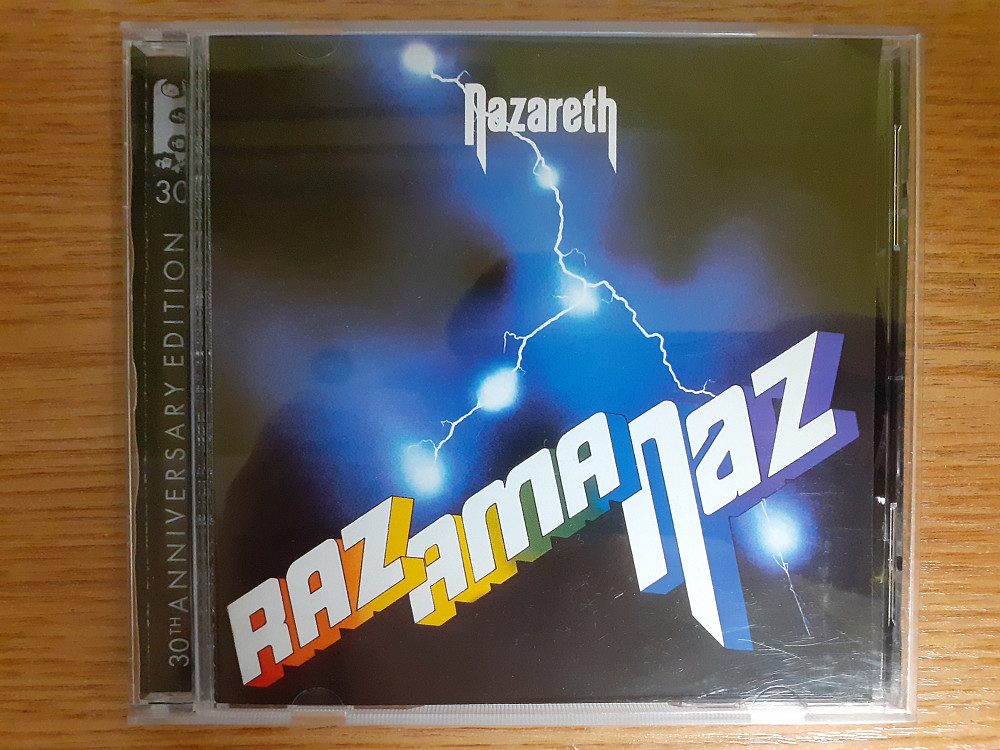 Nazareth
RAZAMANAZ
30
30TH ANNIVERSARY EDITION